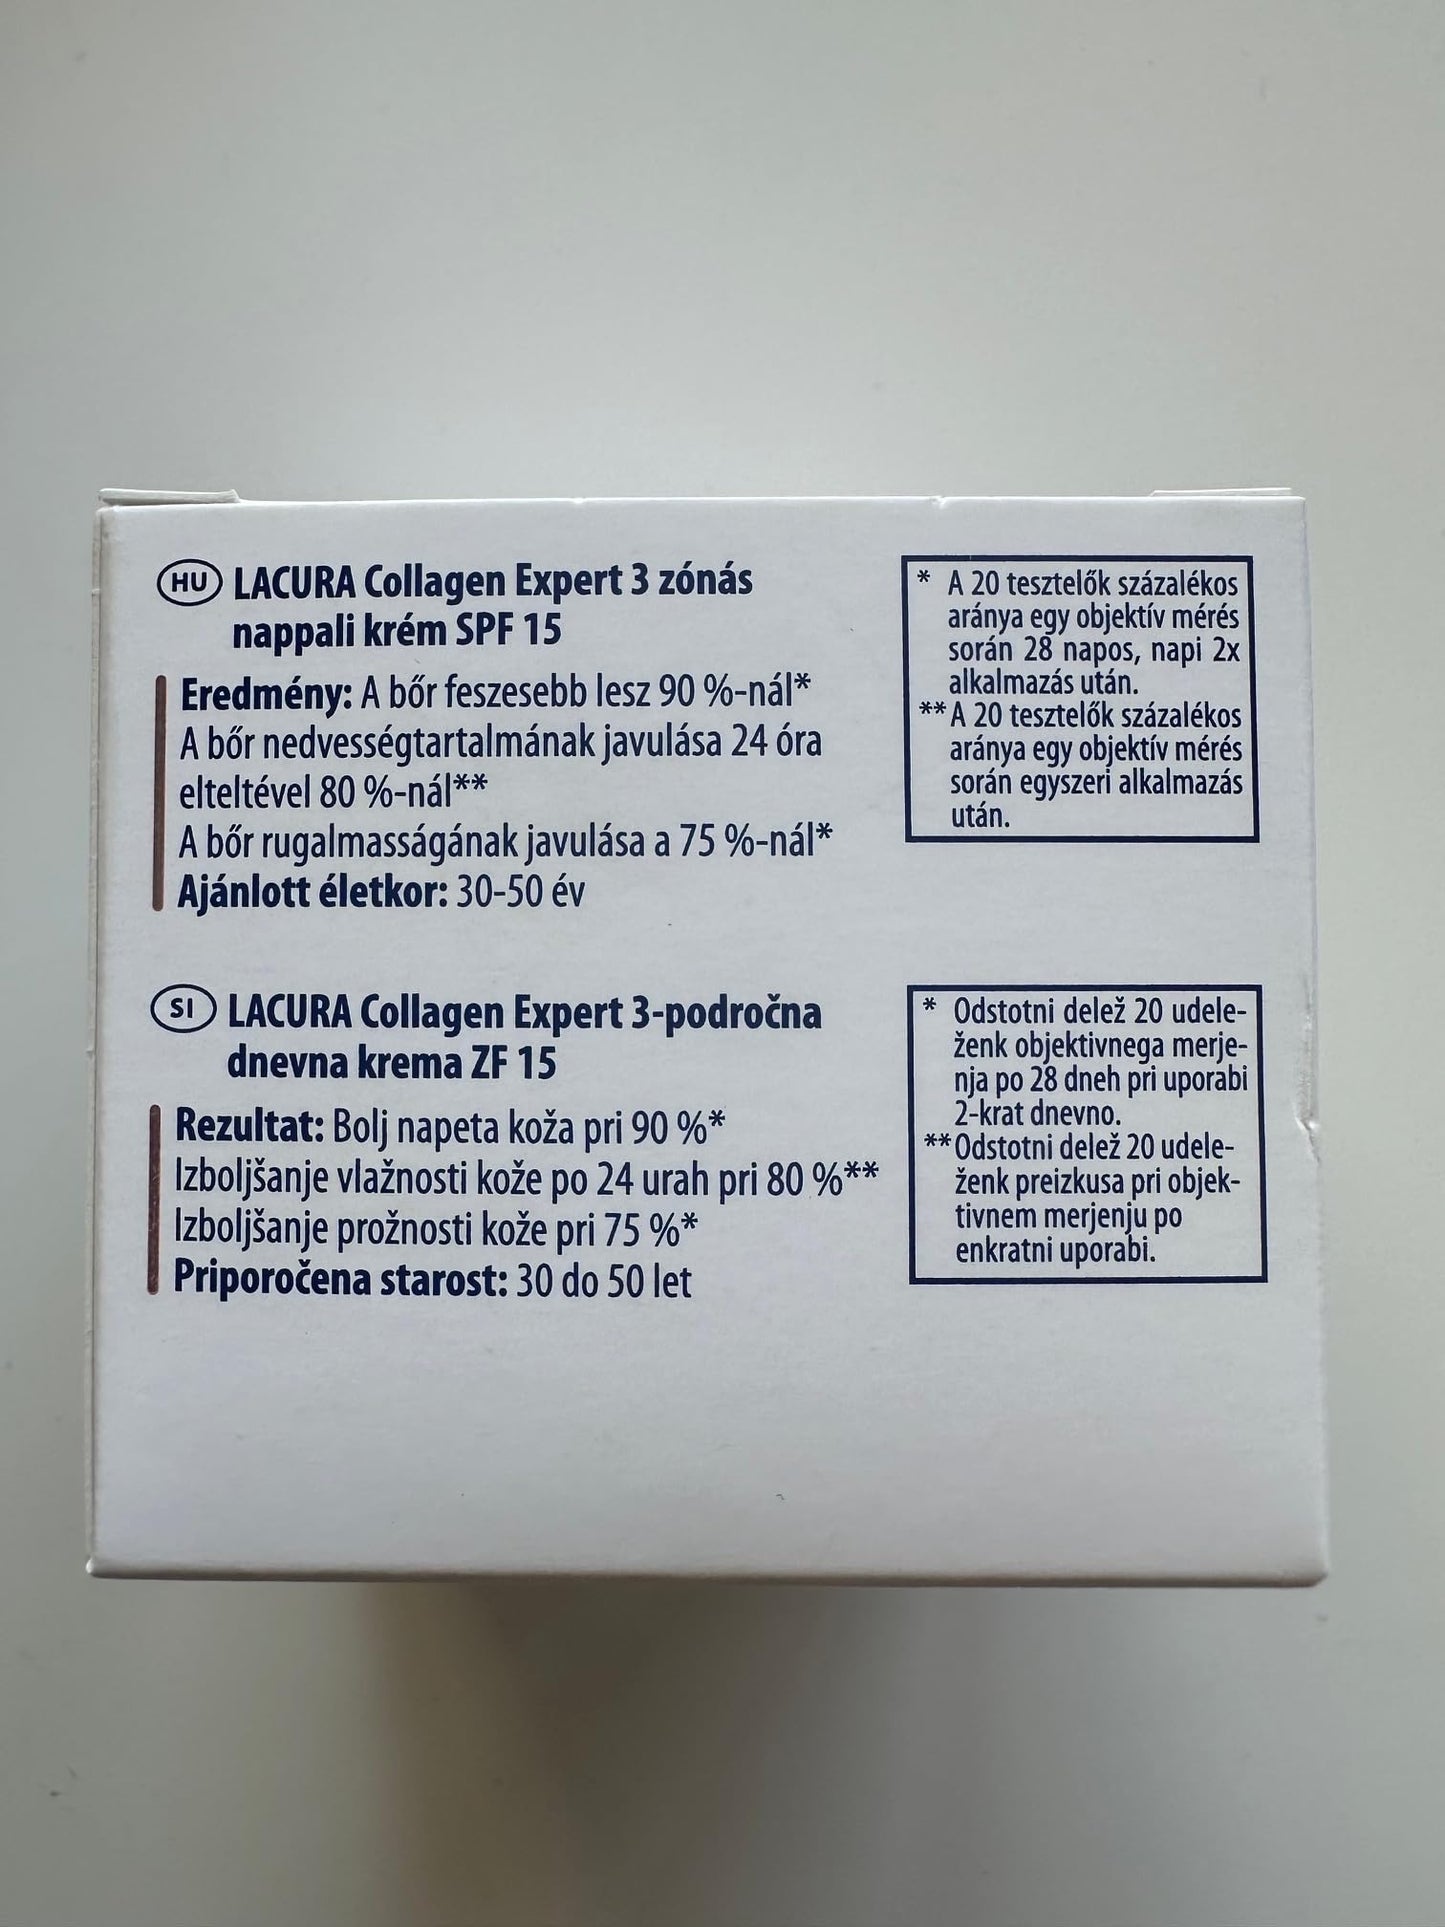 HU LACURA Collagen Expert 3 zónás
nappali krém SPF 15
Eredmény: A bőr feszesebb lesz 90 %-nál*
A bőr nedvességtartalmának javulása 24 óra
elteltével 80 %-nál**
A bőr rugalmasságának javulása a 75 %-nál*
Ajánlott életkor: 30-50 év
* A 20 tesztelők százalékos
aránya egy objektív mérés
során 28 napos, napi 2x
alkalmazás után.
** A 20 tesztelők százalékos
aránya egy objektív mérés
során egyszeri alkalmazás
után.
SI LACURA Collagen Expert 3-področna
dnevna krema ZF 15
Rezultat: Bolj napeta koža pri 90 %*
Izboljšanje vlažnosti kože po 24 urah pri 80 %**
Izboljšanje prožnosti kože pri 75 %*
Priporočena starost: 30 do 50 let
* Odstotni delež 20 udele-
ženk objektivnega merje-
nja po 28 dneh pri uporabi
2-krat dnevno.
** Odstotni delež 20 udele-
ženk preizkusa pri objek-
tivnem merjenju po
enkratni uporabi.